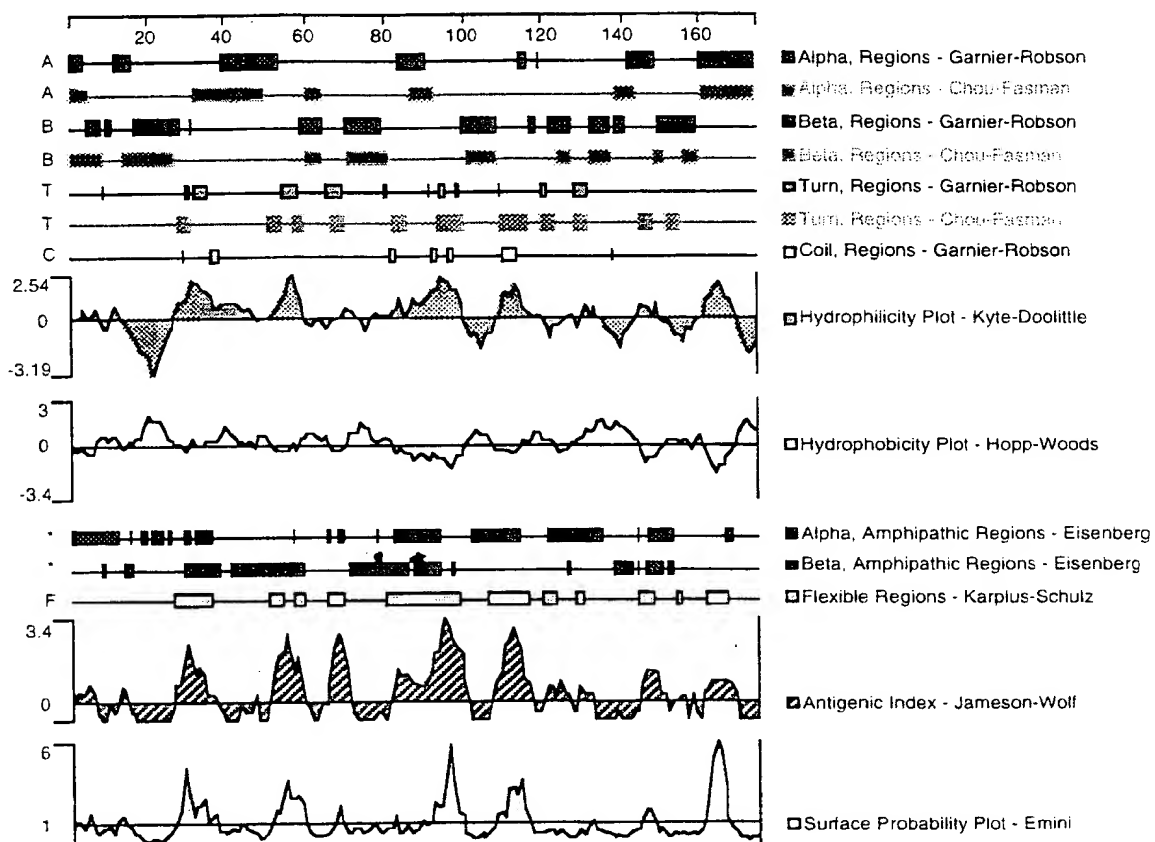 20 40 60 80 100 120 140 160
A Alpha, Regions - Garnier-Robson
A Alpha, Regions - Chou-Fasman
B Beta, Regions - Garnier-Robson
B Beta, Regions - Chou-Fasman
T Turn, Regions - Garnier-Robson
T Turn, Regions - Chou-Fasman
C Coil, Regions - Garnier-Robson
2.54
0 Hydrophilicity Plot - Kyte-Doolittle
-3.19
3
0 Hydrophobicity Plot - Hopp-Woods
-3.4
* Alpha, Amphipathic Regions - Eisenberg
* Beta, Amphipathic Regions - Eisenberg
F Flexible Regions - Karplus-Schulz
3.4
0 Antigenic Index - Jameson-Wolf
6
1 Surface Probability Plot - Emini